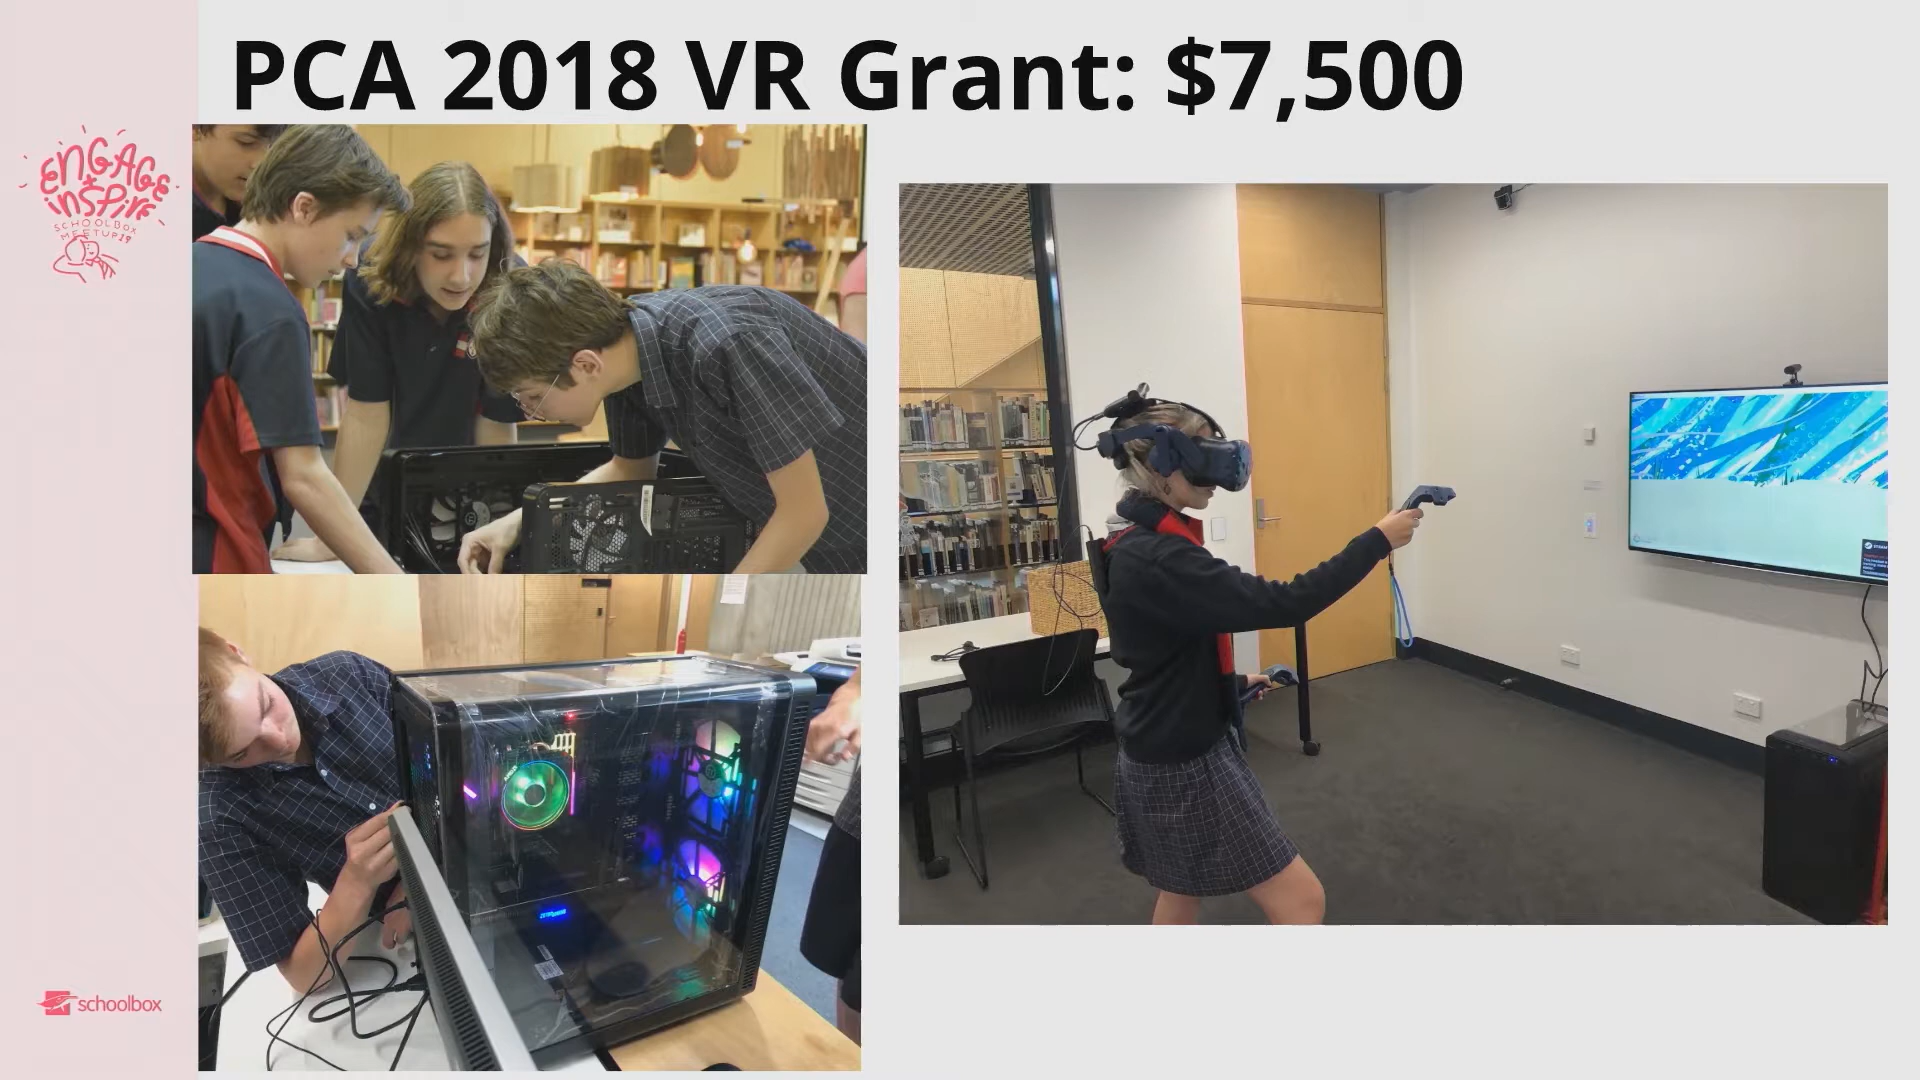 PCA 2018 VR Grant: $7,500
ENGAGE
+
iNSPiRE
SCHOOLBOX
MEETUP19
schoolbox